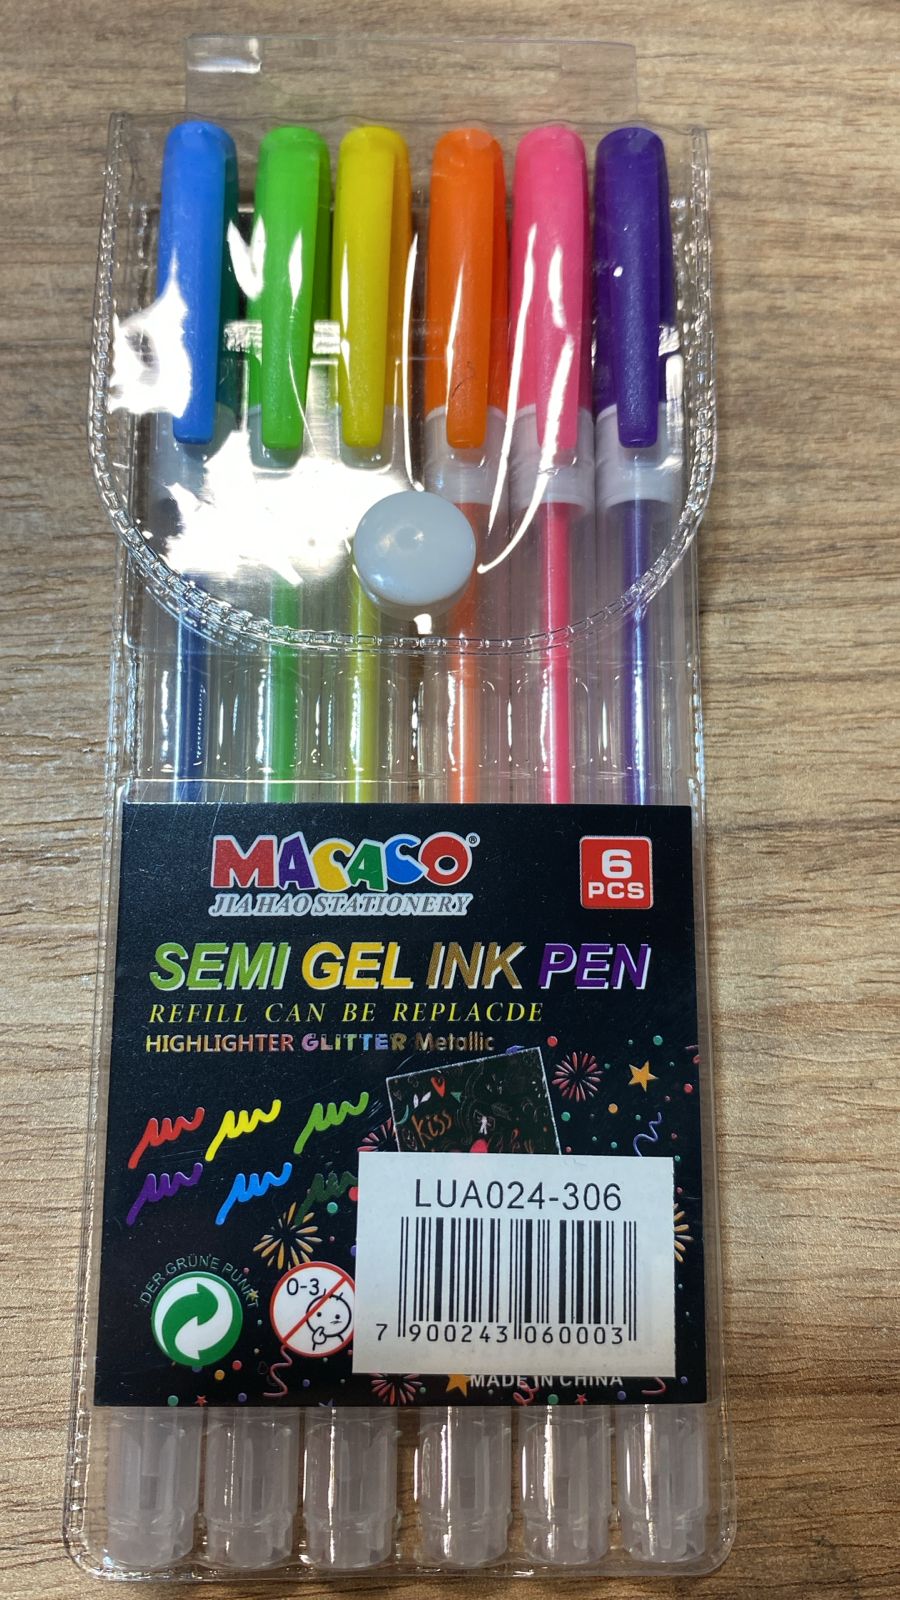 MACACO®
JIA HAO STATIONERY
6
PCS
SEMI GEL INK PEN
REFILL CAN BE REPLACDE
HIGHLIGHTER GLITTER Metallic
kiss
LUA024-306
7 900243 060003
DER GRÜNE PUNKT
0-3
MADE IN CHINA